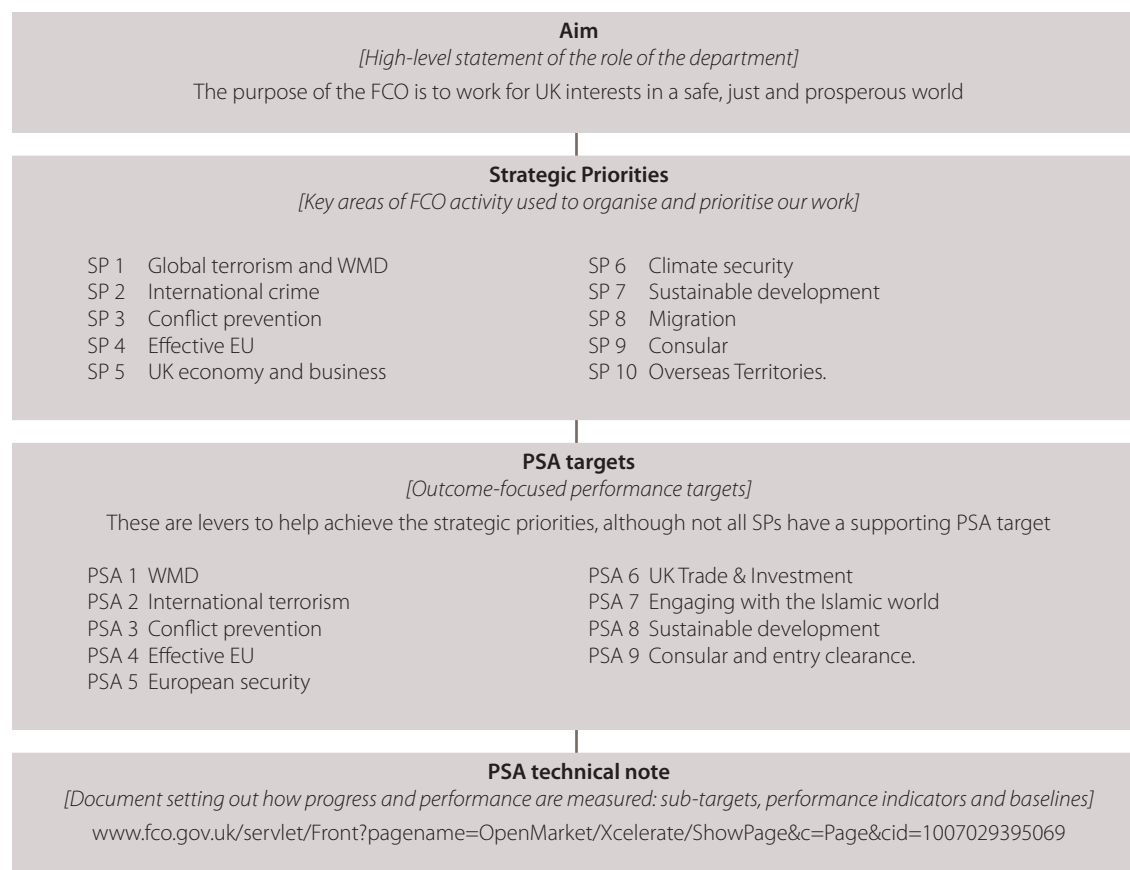 Aim
[High-level statement of the role of the department]
The purpose of the FCO is to work for UK interests in a safe, just and prosperous world
Strategic Priorities
[Key areas of FCO activity used to organise and prioritise our work]
SP 1 Global terrorism and WMD
SP 2 International crime
SP 3 Conflict prevention
SP 4 Effective EU
SP 5 UK economy and business
SP 6 Climate security
SP 7 Sustainable development
SP 8 Migration
SP 9 Consular
SP 10 Overseas Territories.
PSA targets
[Outcome-focused performance targets]
These are levers to help achieve the strategic priorities, although not all SPs have a supporting PSA target
PSA 1 WMD
PSA 2 International terrorism
PSA 3 Conflict prevention
PSA 4 Effective EU
PSA 5 European security
PSA 6 UK Trade & Investment
PSA 7 Engaging with the Islamic world
PSA 8 Sustainable development
PSA 9 Consular and entry clearance.
PSA technical note
[Document setting out how progress and performance are measured: sub-targets, performance indicators and baselines]
www.fco.gov.uk/servlet/Front?pagename=OpenMarket/Xcelerate/ShowPage&c=Page&cid=1007029395069